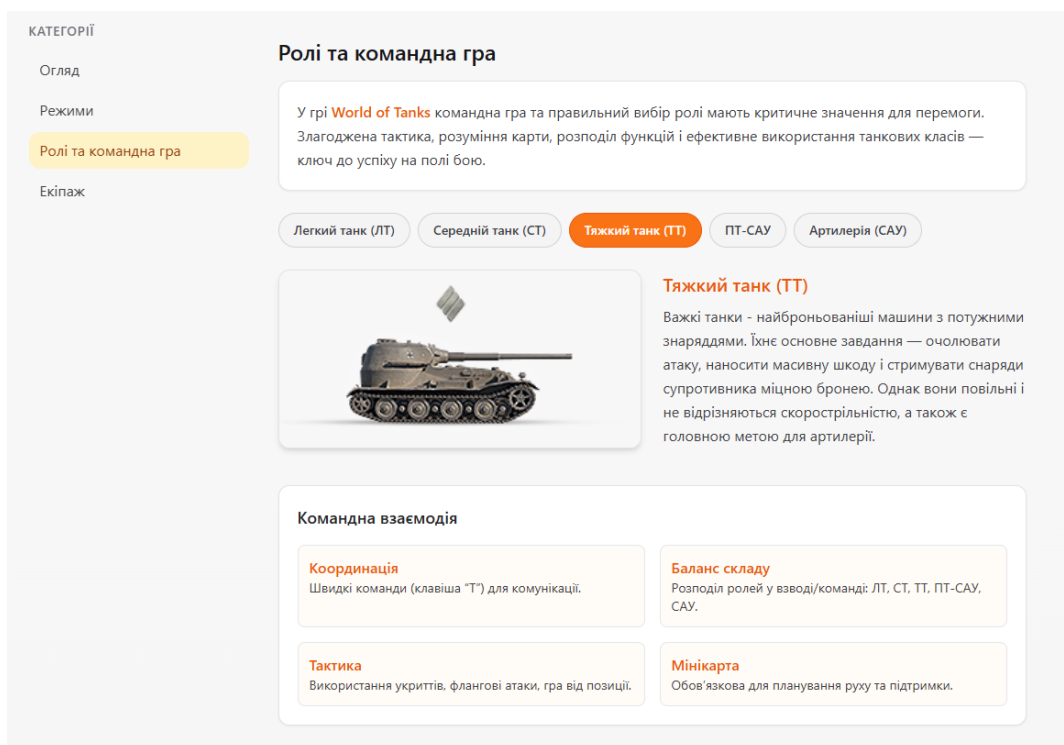 КАТЕГОРІЇ
Огляд
Режими
Ролі та командна гра
Екіпаж
Ролі та командна гра
У грі World of Tanks командна гра та правильний вибір ролі мають критичне значення для перемоги.
Злагоджена тактика, розуміння карти, розподіл функцій і ефективне використання танкових класів —
ключ до успіху на полі бою.
Легкий танк (ЛТ)
Середній танк (СТ)
Тяжкий танк (ТТ)
ПТ-САУ
Артилерія (САУ)
Тяжкий танк (ТТ)
Важкі танки - найброньованіші машини з потужними
знаряддями. Їхнє основне завдання — очолювати
атаку, наносити масивну шкоду і стримувати снаряди
супротивника міцною бронею. Однак вони повільні і
не відрізняються скорострільністю, а також є
головною метою для артилерії.
Командна взаємодія
Координація
Швидкі команди (клавіша "Т") для комунікації.
Баланс складу
Розподіл ролей у взводі/команді: ЛТ, СТ, ТТ, ПТ-САУ,
САУ.
Тактика
Використання укриттів, флангові атаки, гра від позиції.
Мінікарта
Обов'язкова для планування руху та підтримки.